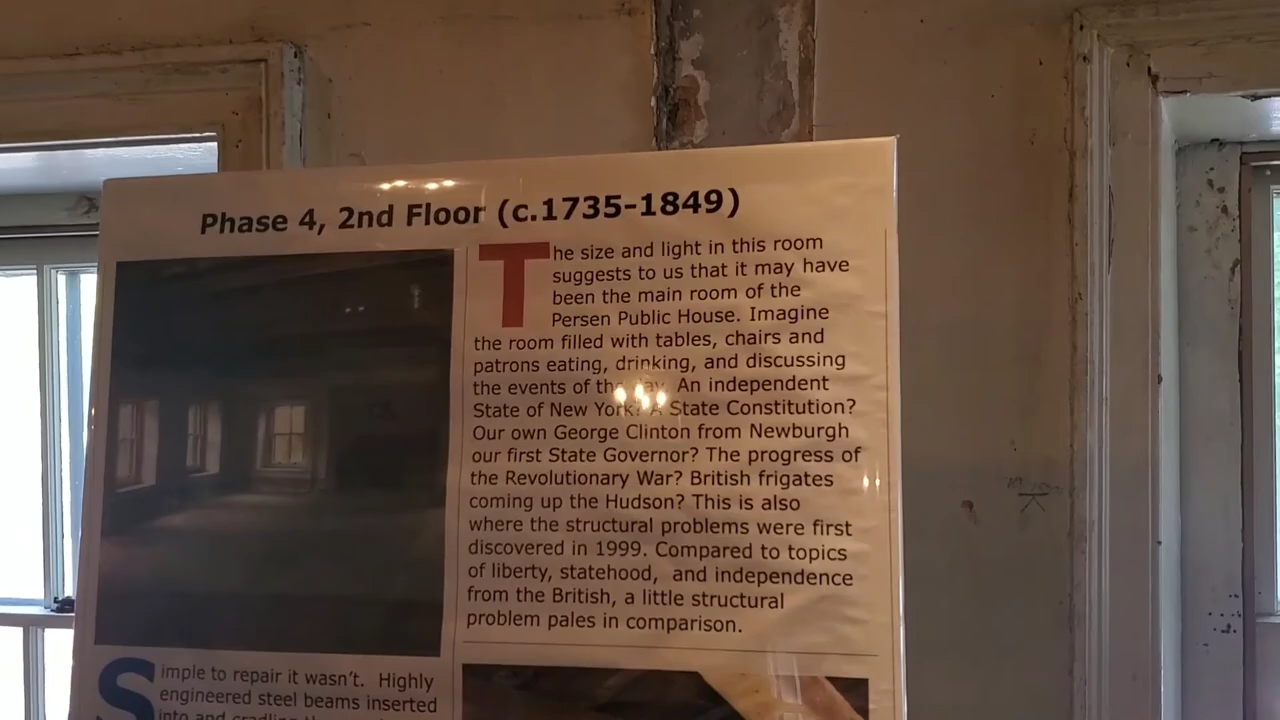 Phase 4, 2nd Floor (c.1735-1849)
The size and light in this room
suggests to us that it may have
been the main room of the
Persen Public House. Imagine
the room filled with tables, chairs and
patrons eating, drinking, and discussing
the events of the day. An independent
State of New York? A State Constitution?
Our own George Clinton from Newburgh
our first State Governor? The progress of
the Revolutionary War? British frigates
coming up the Hudson? This is also
where the structural problems were first
discovered in 1999. Compared to topics
of liberty, statehood, and independence
from the British, a little structural
problem pales in comparison.
Simple to repair it wasn't. Highly
engineered steel beams inserted
into and cradling